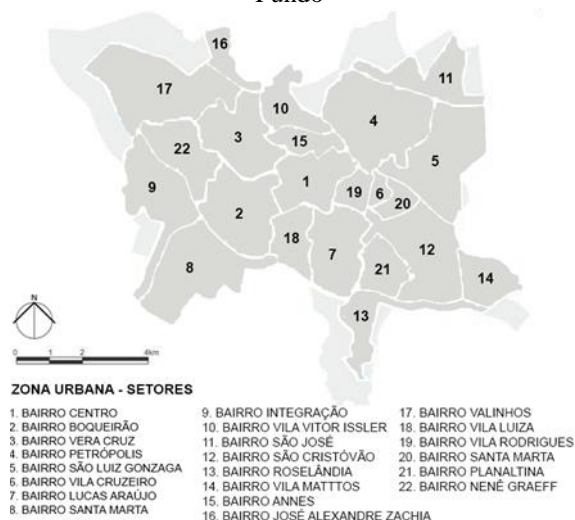 Fundo
16
17
11
10
4
3
15
22
5
1
9
19
6
20
2
18
7
12
8
21
14
13
N
0 1 2 4km
ZONA URBANA - SETORES
1. BAIRRO CENTRO
2. BAIRRO BOQUEIRÃO
3. BAIRRO VERA CRUZ
4. BAIRRO PETRÓPOLIS
5. BAIRRO SÃO LUIZ GONZAGA
6. BAIRRO VILA CRUZEIRO
7. BAIRRO LUCAS ARAÚJO
8. BAIRRO SANTA MARTA
9. BAIRRO INTEGRAÇÃO
10. BAIRRO VILA VITOR ISSLER
11. BAIRRO SÃO JOSÉ
12. BAIRRO SÃO CRISTÓVÃO
13. BAIRRO ROSELÂNDIA
14. BAIRRO VILA MATTTOS
15. BAIRRO ANNES
16. BAIRRO JOSÉ ALEXANDRE ZACHIA
17. BAIRRO VALINHOS
18. BAIRRO VILA LUIZA
19. BAIRRO VILA RODRIGUES
20. BAIRRO SANTA MARTA
21. BAIRRO PLANALTINA
22. BAIRRO NENÊ GRAEFF